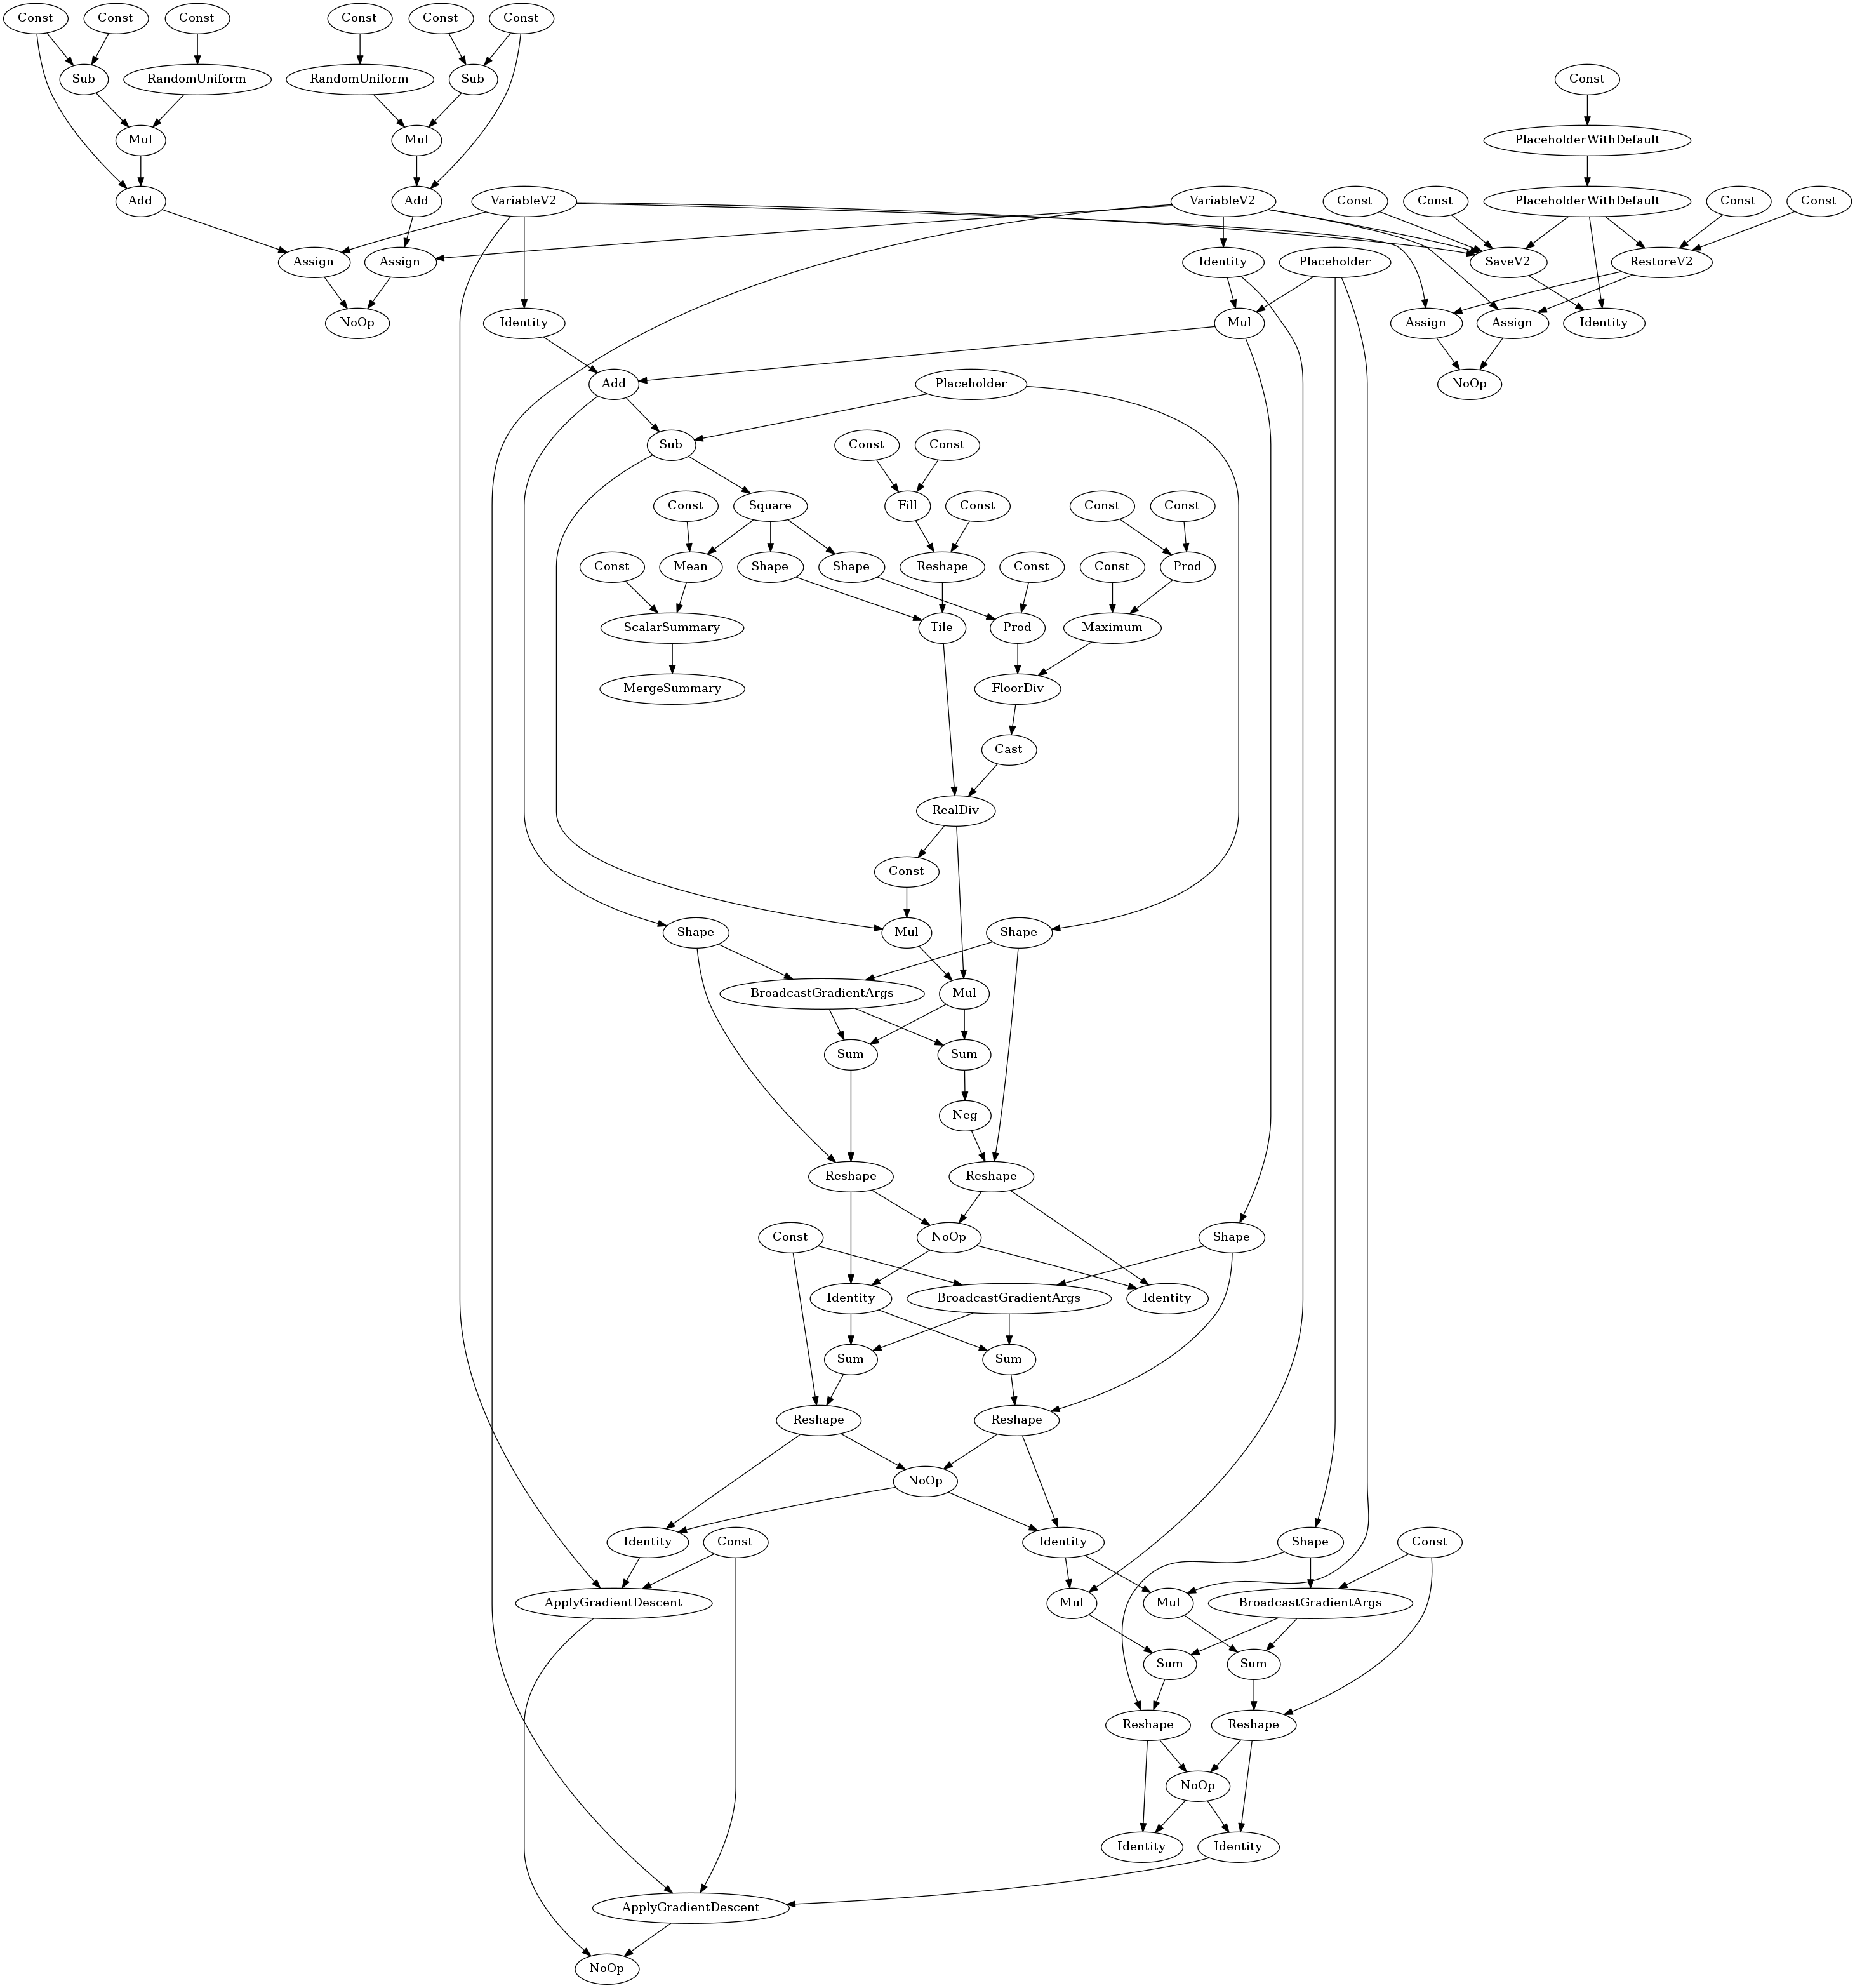 Const Const Const Const Const Const
Sub RandomUniform RandomUniform Sub Const
Mul Mul PlaceholderWithDefault
Add Add VariableV2 VariableV2 Const Const PlaceholderWithDefault Const Const
Assign Assign Identity Placeholder SaveV2 RestoreV2
NoOp Identity Mul Assign Assign Identity
Add Placeholder NoOp
Sub Const Const
Const Square Fill Const Const Const
Const Mean Shape Shape Reshape Const Const Prod
ScalarSummary Tile Prod Maximum
MergeSummary FloorDiv
Cast
RealDiv
Const
Shape Mul Shape
BroadcastGradientArgs Mul
Sum Sum
Neg
Reshape Reshape
Const NoOp Shape
Identity BroadcastGradientArgs Identity
Sum Sum
Reshape Reshape
NoOp
Identity Const Identity Shape Const
ApplyGradientDescent Mul Mul BroadcastGradientArgs
Sum Sum
Reshape Reshape
NoOp
Identity Identity
ApplyGradientDescent
NoOp